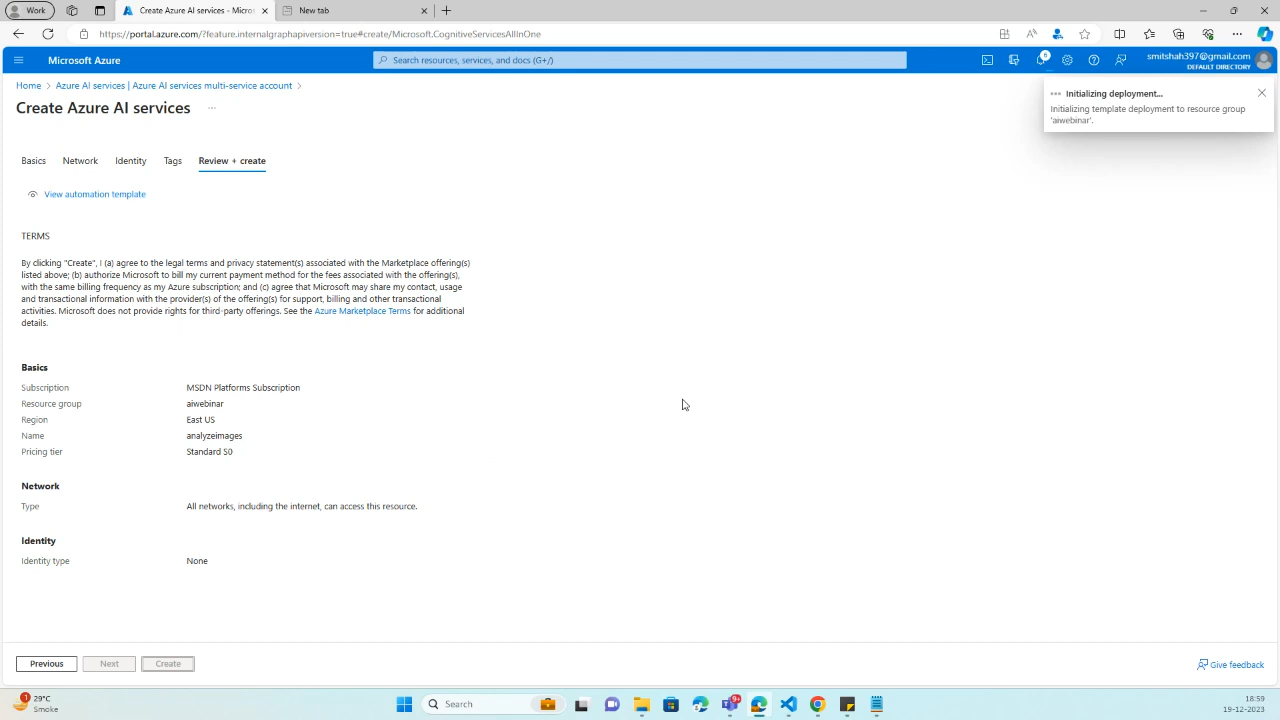 Work
Create Azure AI services - Micros
New tab
https://portal.azure.com/?feature.internalgraphapiversion=true#create/Microsoft.CognitiveServicesAllInOne
Microsoft Azure
Search resources, services, and docs (G+/)
6
smitshah397@gmail.com
DEFAULT DIRECTORY
Home > Azure AI services | Azure AI services multi-service account >
Create Azure AI services ...
Initializing deployment...
Initializing template deployment to resource group
'aiwebinar'.
Basics Network Identity Tags Review + create
View automation template
TERMS
By clicking "Create", I (a) agree to the legal terms and privacy statement(s) associated with the Marketplace offering(s)
listed above; (b) authorize Microsoft to bill my current payment method for the fees associated with the offering(s),
with the same billing frequency as my Azure subscription; and (c) agree that Microsoft may share my contact, usage
and transactional information with the provider(s) of the offering(s) for support, billing and other transactional
activities. Microsoft does not provide rights for third-party offerings. See the Azure Marketplace Terms for additional
details.
Basics
Subscription MSDN Platforms Subscription
Resource group aiwebinar
Region East US
Name analyzeimages
Pricing tier Standard S0
Network
Type All networks, including the internet, can access this resource.
Identity
Identity type None
Previous Next Create
Give feedback
1
29°C
Smoke
Search
9+
18:59
19-12-2023